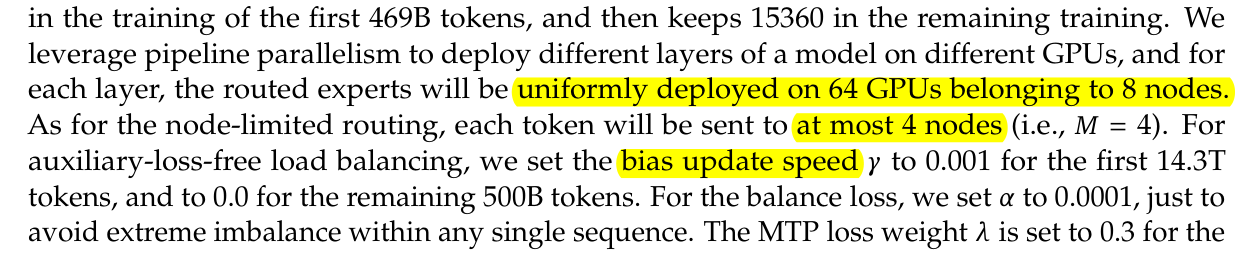 in the training of the first 469B tokens, and then keeps 15360 in the remaining training. We
leverage pipeline parallelism to deploy different layers of a model on different GPUs, and for
each layer, the routed experts will be uniformly deployed on 64 GPUs belonging to 8 nodes.
As for the node-limited routing, each token will be sent to at most 4 nodes (i.e., M = 4). For
auxiliary-loss-free load balancing, we set the bias update speed γ to 0.001 for the first 14.3T
tokens, and to 0.0 for the remaining 500B tokens. For the balance loss, we set α to 0.0001, just to
avoid extreme imbalance within any single sequence. The MTP loss weight λ is set to 0.3 for the